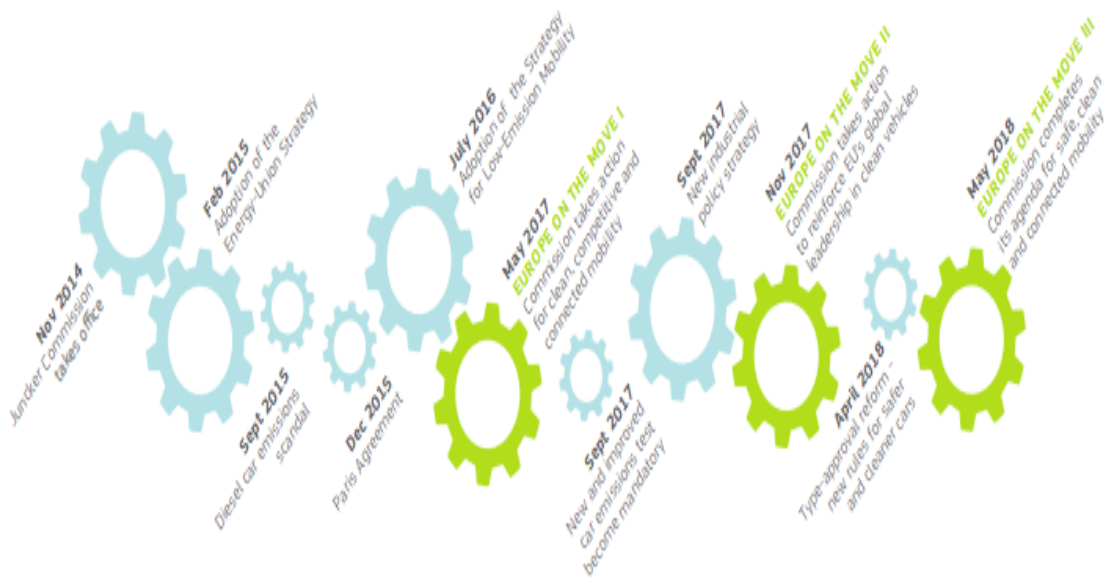 Nov 2014
Juncker Commission
takes office
Feb 2015
Adoption of the
Energy-Union Strategy
Sept 2015
Diesel car emissions
scandal
Dec 2015
Paris Agreement
July 2016
Adoption of the Strategy
for Low-Emission Mobility
May 2017
EUROPE ON THE MOVE I
Commission takes action
for clean, competitive and
connected mobility
Sept 2017
New and improved
car emissions test
become mandatory
Sept 2017
New industrial
policy strategy
Nov 2017
EUROPE ON THE MOVE II
Commission takes action
to reinforce EU's global
leadership in clean vehicles
April 2018
Type-approval reform –
new rules for safer
and cleaner cars
May 2018
EUROPE ON THE MOVE III
Commission completes
its agenda for safe, clean
and connected mobility